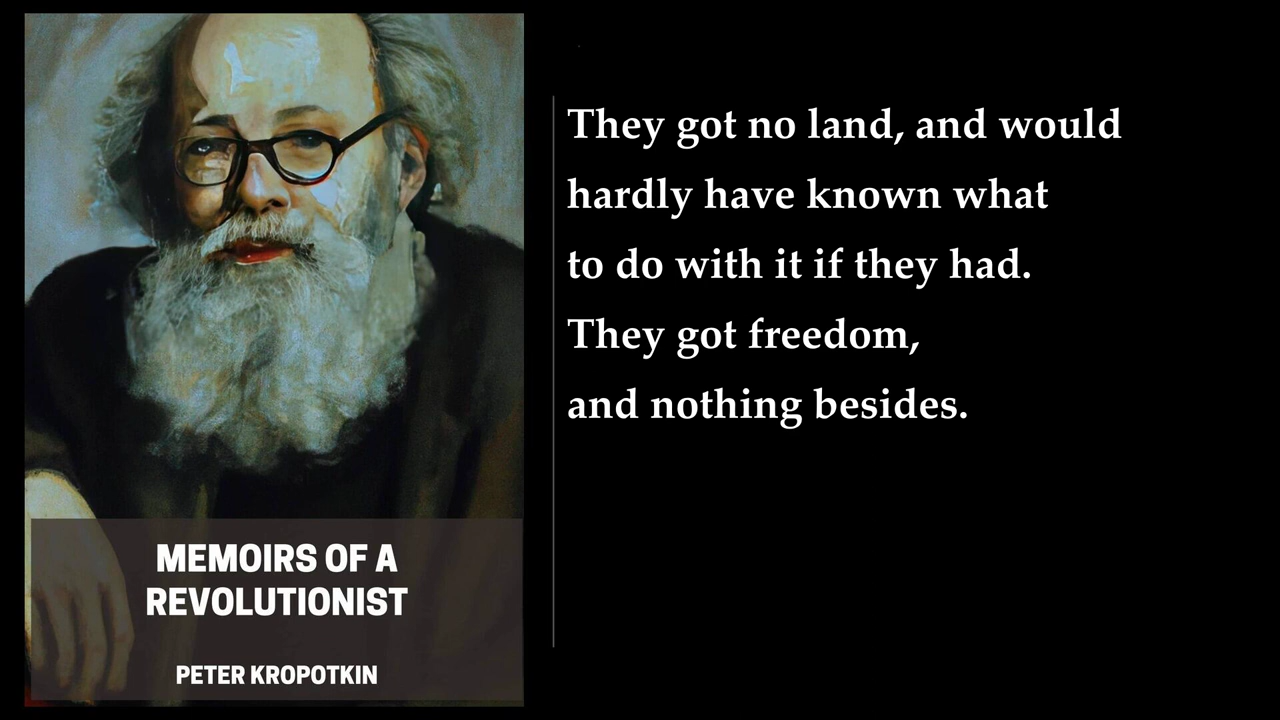 They got no land, and would
hardly have known what
to do with it if they had.
They got freedom,
and nothing besides.
MEMOIRS OF A
REVOLUTIONIST
PETER KROPOTKIN